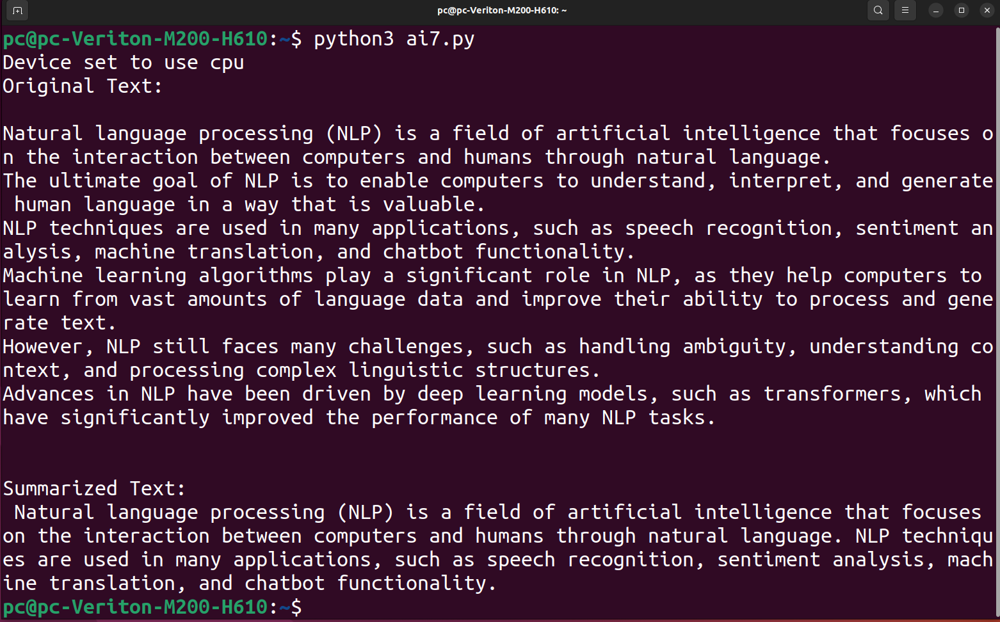 pc@pc-Veriton-M200-H610: ~
pc@pc-Veriton-M200-H610:~$ python3 ai7.py
Device set to use cpu
Original Text:
Natural language processing (NLP) is a field of artificial intelligence that focuses o
n the interaction between computers and humans through natural language.
The ultimate goal of NLP is to enable computers to understand, interpret, and generate
 human language in a way that is valuable.
NLP techniques are used in many applications, such as speech recognition, sentiment an
alysis, machine translation, and chatbot functionality.
Machine learning algorithms play a significant role in NLP, as they help computers to
learn from vast amounts of language data and improve their ability to process and gene
rate text.
However, NLP still faces many challenges, such as handling ambiguity, understanding co
ntext, and processing complex linguistic structures.
Advances in NLP have been driven by deep learning models, such as transformers, which
have significantly improved the performance of many NLP tasks.
Summarized Text:
 Natural language processing (NLP) is a field of artificial intelligence that focuses
on the interaction between computers and humans through natural language. NLP techniqu
es are used in many applications, such as speech recognition, sentiment analysis, mach
ine translation, and chatbot functionality.
pc@pc-Veriton-M200-H610:~$